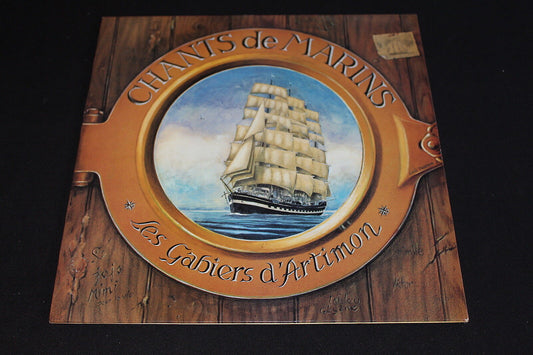 CHANTS de MARINS
* Les Gabiers d'Artimon *